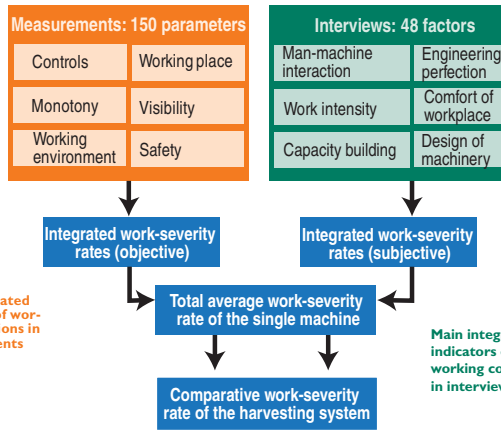 Measurements: 150 parameters
Controls
Working place
Monotony
Visibility
Working
environment
Safety
Interviews: 48 factors
Man-machine
interaction
Engineering
perfection
Work intensity
Comfort of
workplace
Capacity building
Design of
machinery
Integrated work-severity
rates (objective)
Integrated work-severity
rates (subjective)
Total average work-severity
rate of the single machine
of wor-
in
Main
indicators
working
in
Comparative work-severity
rate of the harvesting system